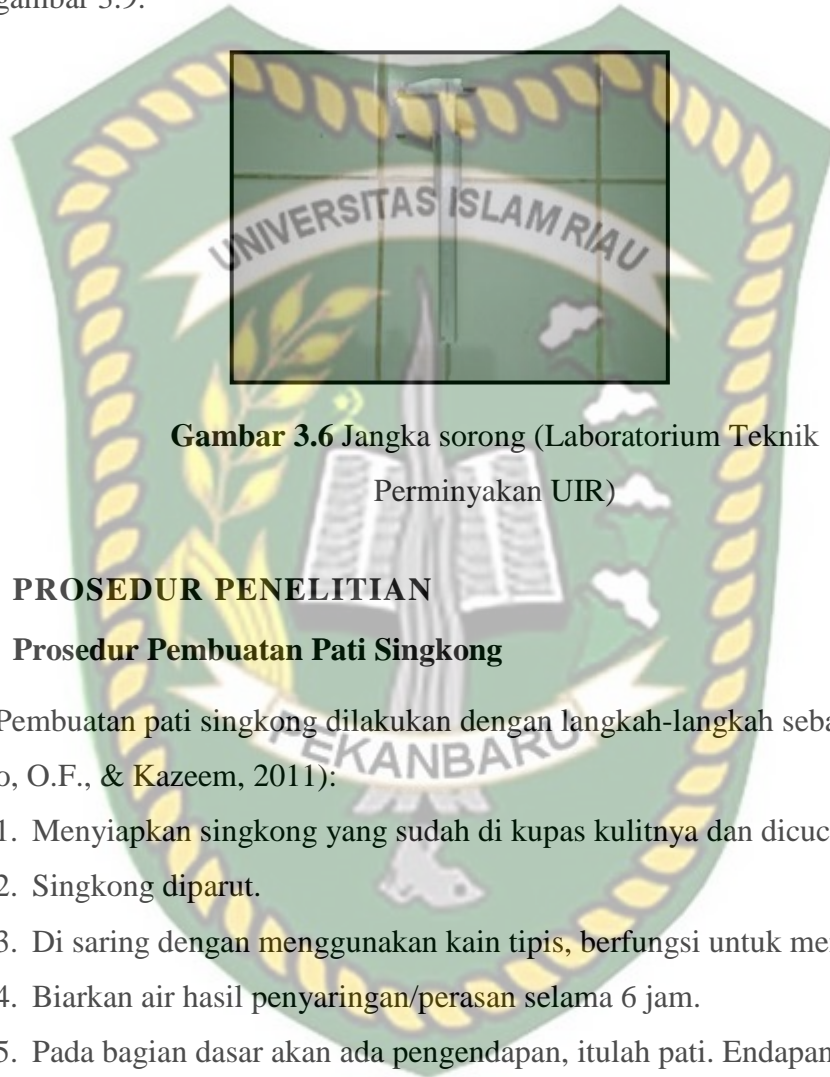 gambar 3.9.
UNIVERSITAS ISLAM RIAU
Gambar 3.6 Jangka sorong (Laboratorium Teknik
Perminyakan UIR)
PROSEDUR PENELITIAN
Prosedur Pembuatan Pati Singkong
Pembuatan pati singkong dilakukan dengan langkah-langkah seba
o, O.F., & Kazeem, 2011):
PEKANBARU
1. Menyiapkan singkong yang sudah di kupas kulitnya dan dicuc
2. Singkong diparut.
3. Di saring dengan menggunakan kain tipis, berfungsi untuk me
4. Biarkan air hasil penyaringan/perasan selama 6 jam.
5. Pada bagian dasar akan ada pengendapan, itulah pati. Endapan